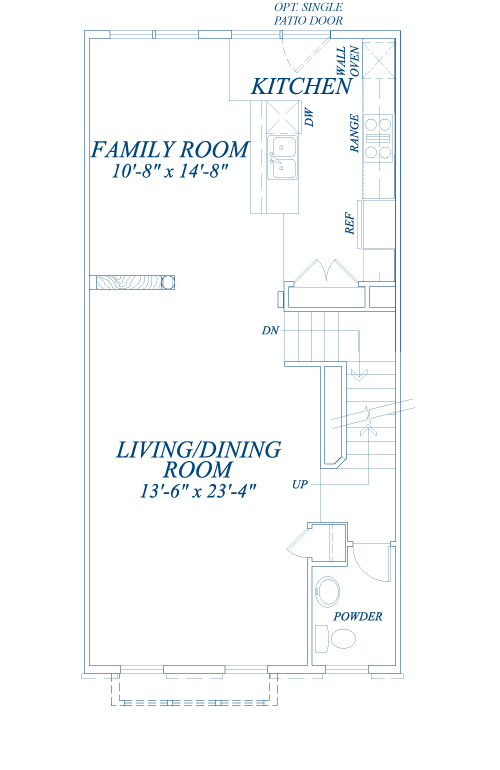 OPT. SINGLE
PATIO DOOR
WALL
OVEN
KITCHEN
DW
RANGE
FAMILY ROOM
10'-8" x 14'-8"
REF
DN
LIVING/DINING
ROOM
13'-6" x 23'-4"
UP
POWDER